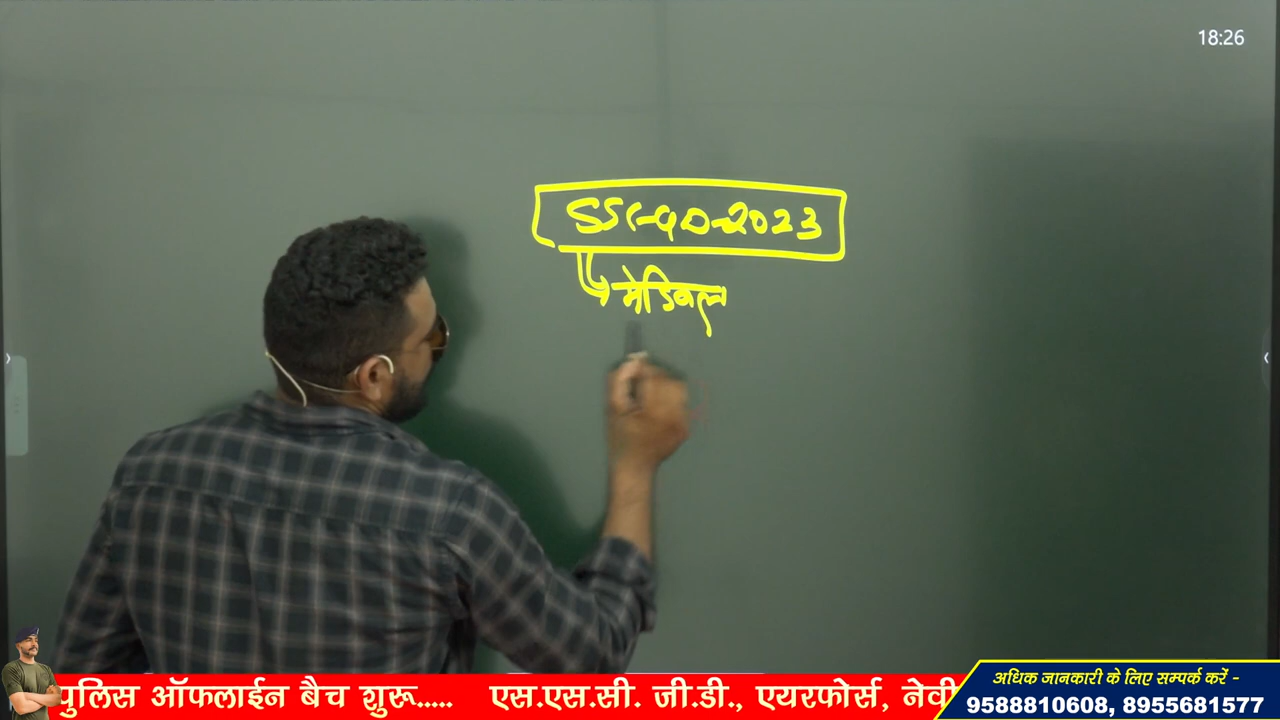 18:26
SSC-GD-2023
मेडिकल
पुलिस ऑफलाईन बैच शुरू..... एस.एस.सी. जी.डी., एयरफोर्स, नेवी
अधिक जानकारी के लिए सम्पर्क करें -
9588810608, 8955681577